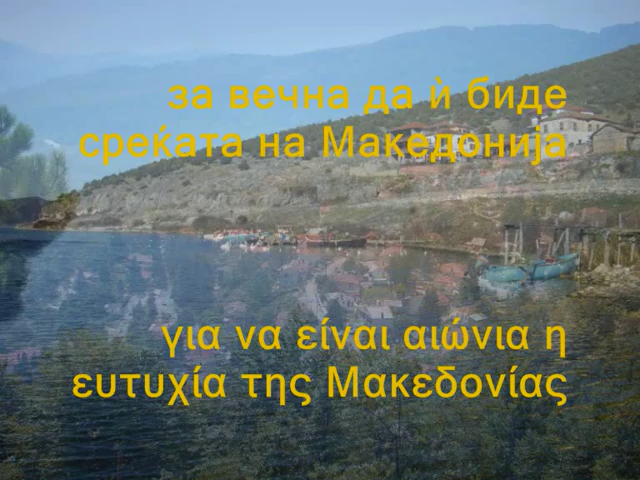 за вечна да ѝ биде
среќата на Македонија
για να είναι αιώνια η
ευτυχία της Μακεδονίας